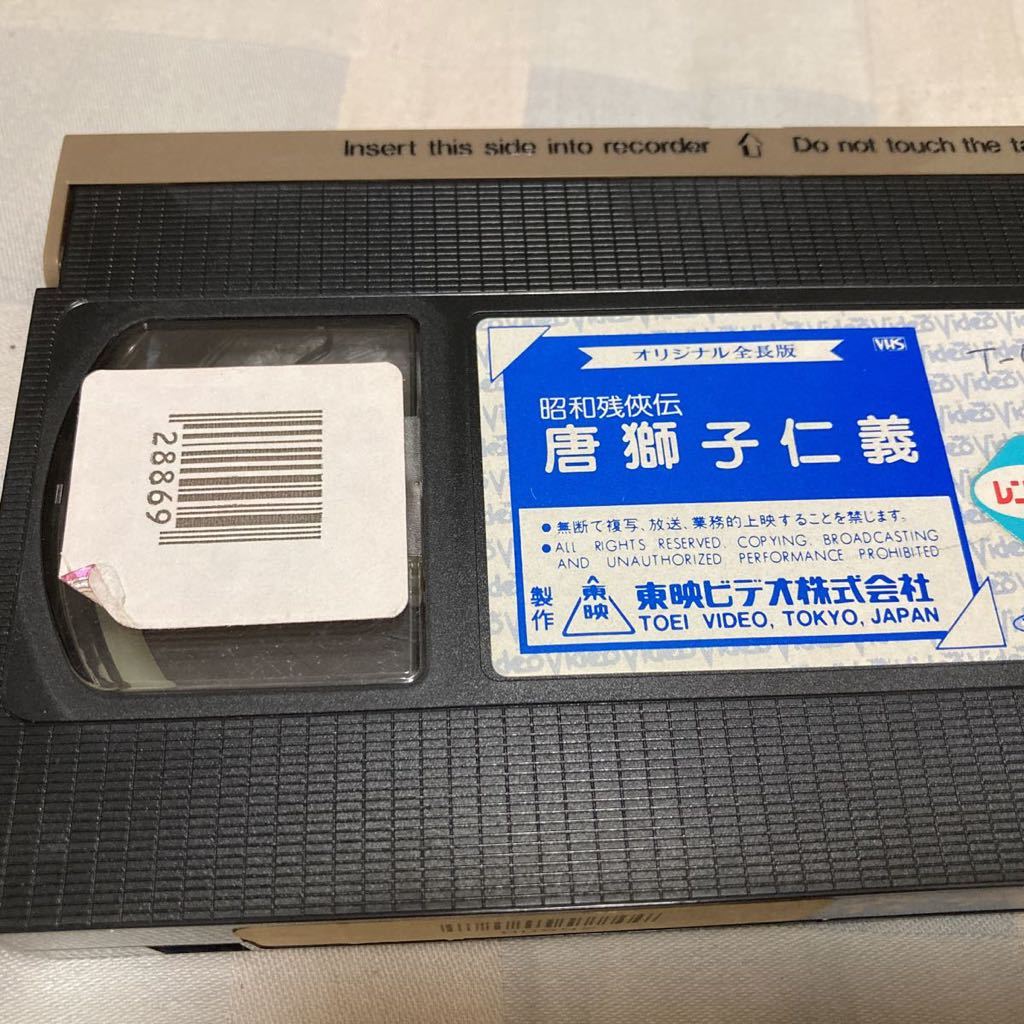 Insert this side into recorder ⇧ Do not touch the ta
28869
オリジナル全長版
VHS
昭和残侠伝
唐獅子仁義
●無断で複写、放送、業務的上映することを禁じます。
●ALL RIGHTS RESERVED. COPYING, BROADCASTING
AND UNAUTHORIZED PERFORMANCE PROHIBITED
製作
東映
東映ビデオ株式会社
TOEI VIDEO, TOKYO, JAPAN
T-
レン